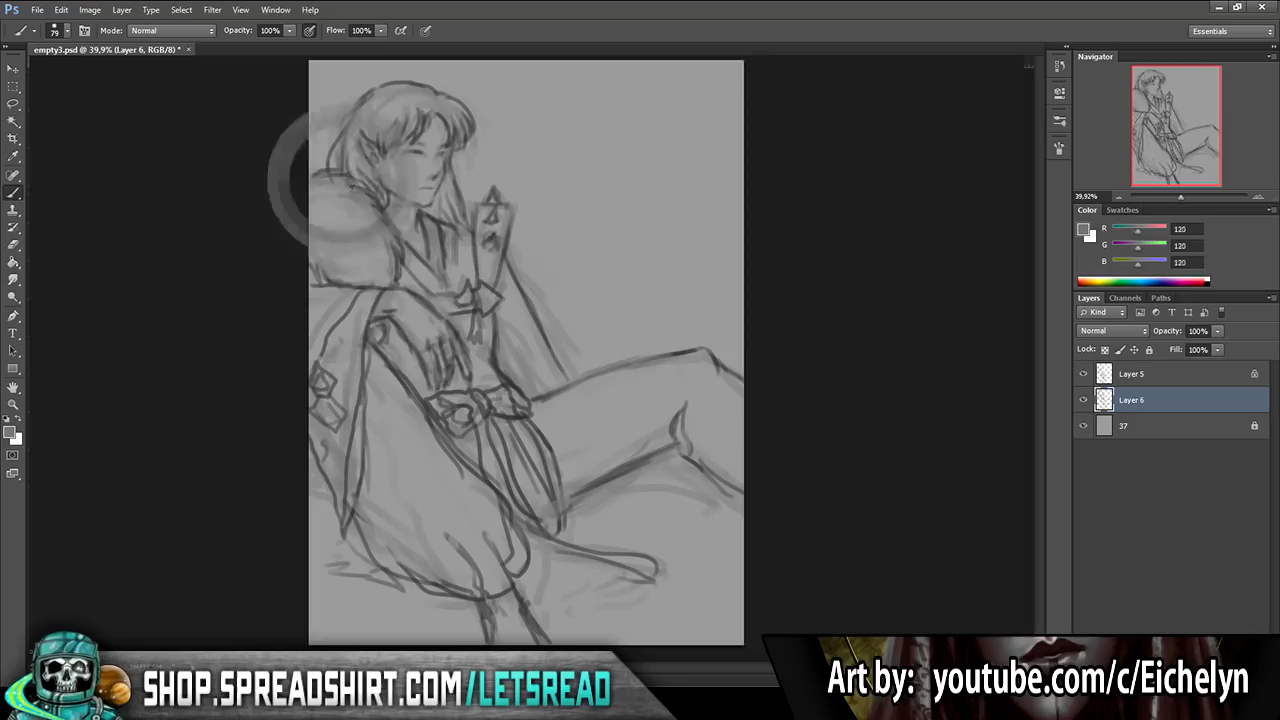 Ps File Edit Image Layer Type Select Filter 3D View Window Help
79 Mode: Normal Opacity: 100% Flow: 100% Essentials
empty3.psd @ 39,9% (Layer 6, RGB/8) * ×
Navigator
39,92%
Color Swatches
R 120
G 120
B 120
Layers Channels Paths
Kind
Normal Opacity: 100%
Lock: Fill: 100%
Layer 5
Layer 6
37
SHOP.SPREADSHIRT.COM/LETSREAD
Art by: youtube.com/c/Eichelyn